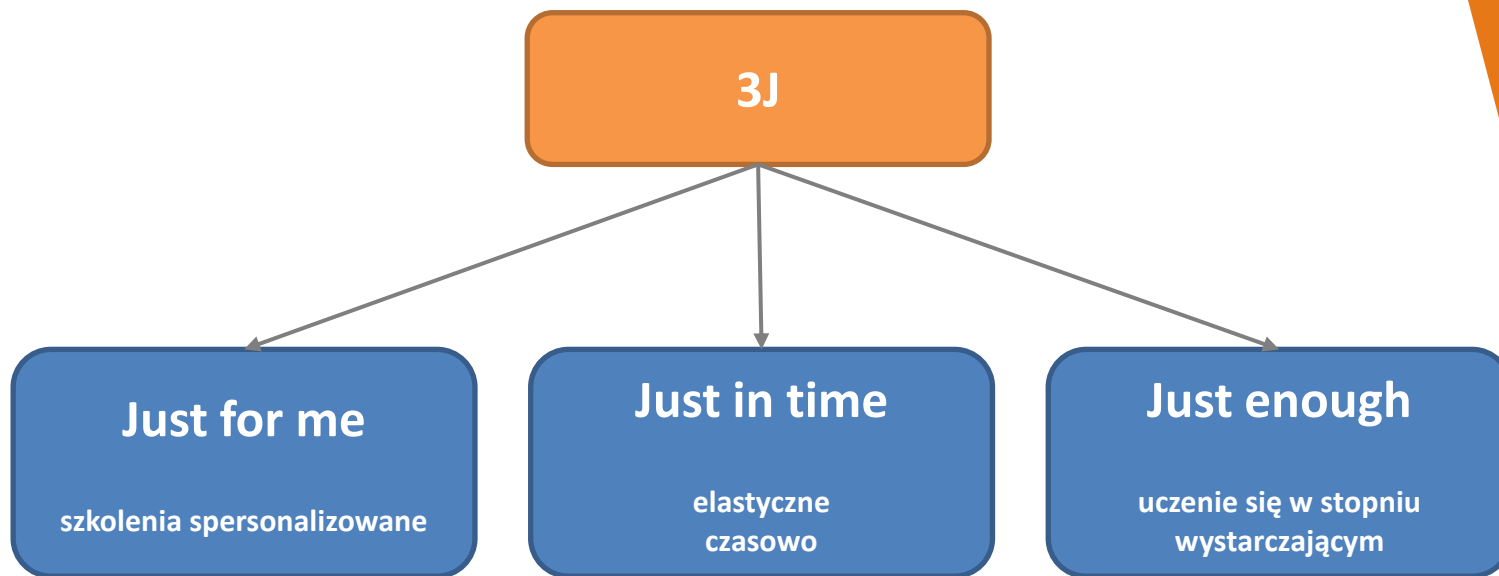 3J
Just for me
szkolenia spersonalizowane
Just in time
elastyczne
czasowo
Just enough
uczenie się w stopniu
wystarczającym